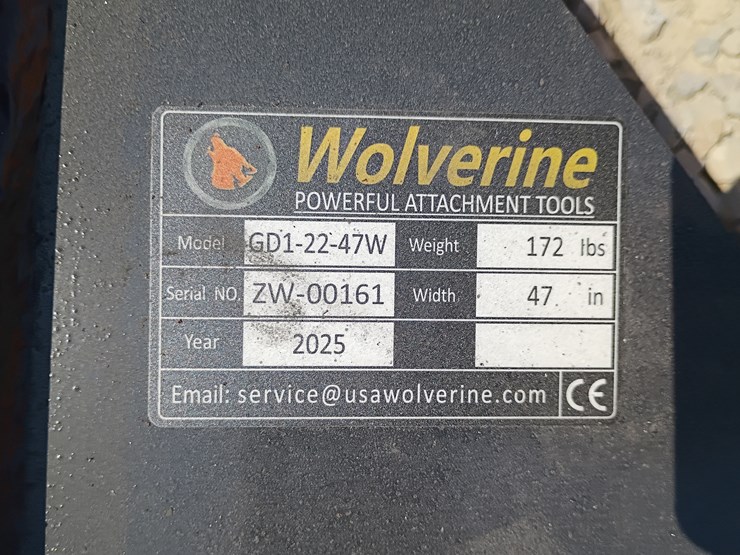 Wolverine
POWERFUL ATTACHMENT TOOLS
Model GD1-22-47W Weight 172 lbs
Serial NO. ZW-00161 Width 47 in
Year 2025
Email: service@usawolverine.com CE